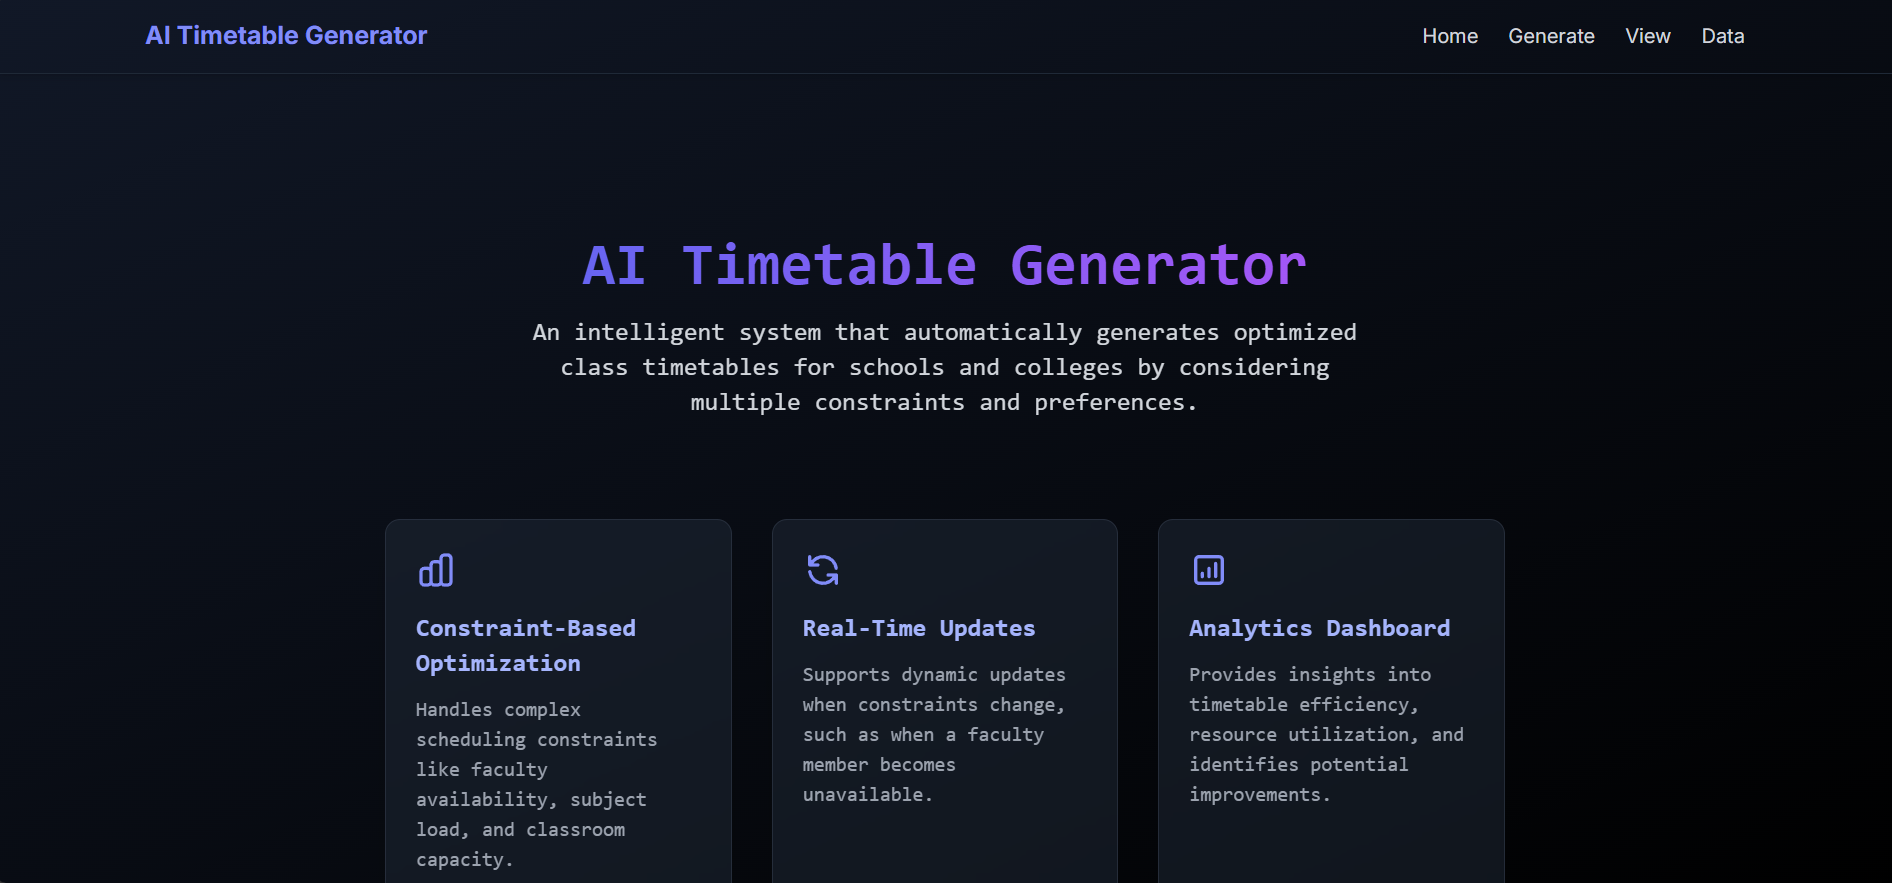 AI Timetable Generator
Home Generate View Data
AI Timetable Generator
An intelligent system that automatically generates optimized
class timetables for schools and colleges by considering
multiple constraints and preferences.
Constraint-Based
Optimization
Handles complex
scheduling constraints
like faculty
availability, subject
load, and classroom
capacity.
Real-Time Updates
Supports dynamic updates
when constraints change,
such as when a faculty
member becomes
unavailable.
Analytics Dashboard
Provides insights into
timetable efficiency,
resource utilization, and
identifies potential
improvements.